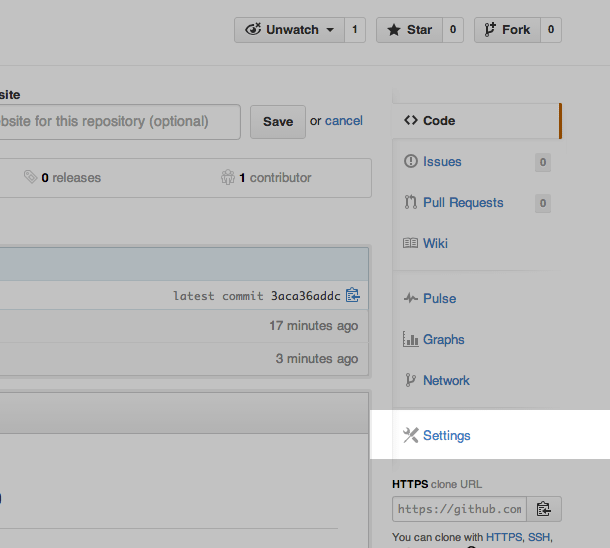 Unwatch 1 Star 0 Fork 0
site
ebsite for this repository (optional) Save or cancel
Code
0 releases 1 contributor
Issues 0
Pull Requests 0
Wiki
latest commit 3aca36addc
Pulse
17 minutes ago
Graphs
3 minutes ago
Network
Settings
HTTPS clone URL
https://github.com
You can clone with HTTPS, SSH,